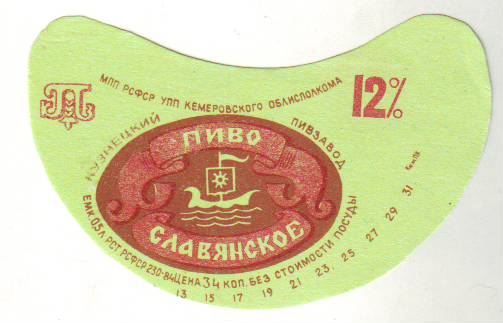 МПП РСФСР УПП КЕМЕРОВСКОГО ОБЛИСПОЛКОМА
12%
КУЗНЕЦКИЙ ПИВЗАВОД
ПИВО
СЛАВЯНСКОЕ
ЕМК.0,5Л РСТ РСФСР 230-84 ЦЕНА 34 КОП. БЕЗ СТОИМОСТИ ПОСУДЫ
13 15 17 19 21 23 25 27 29 31